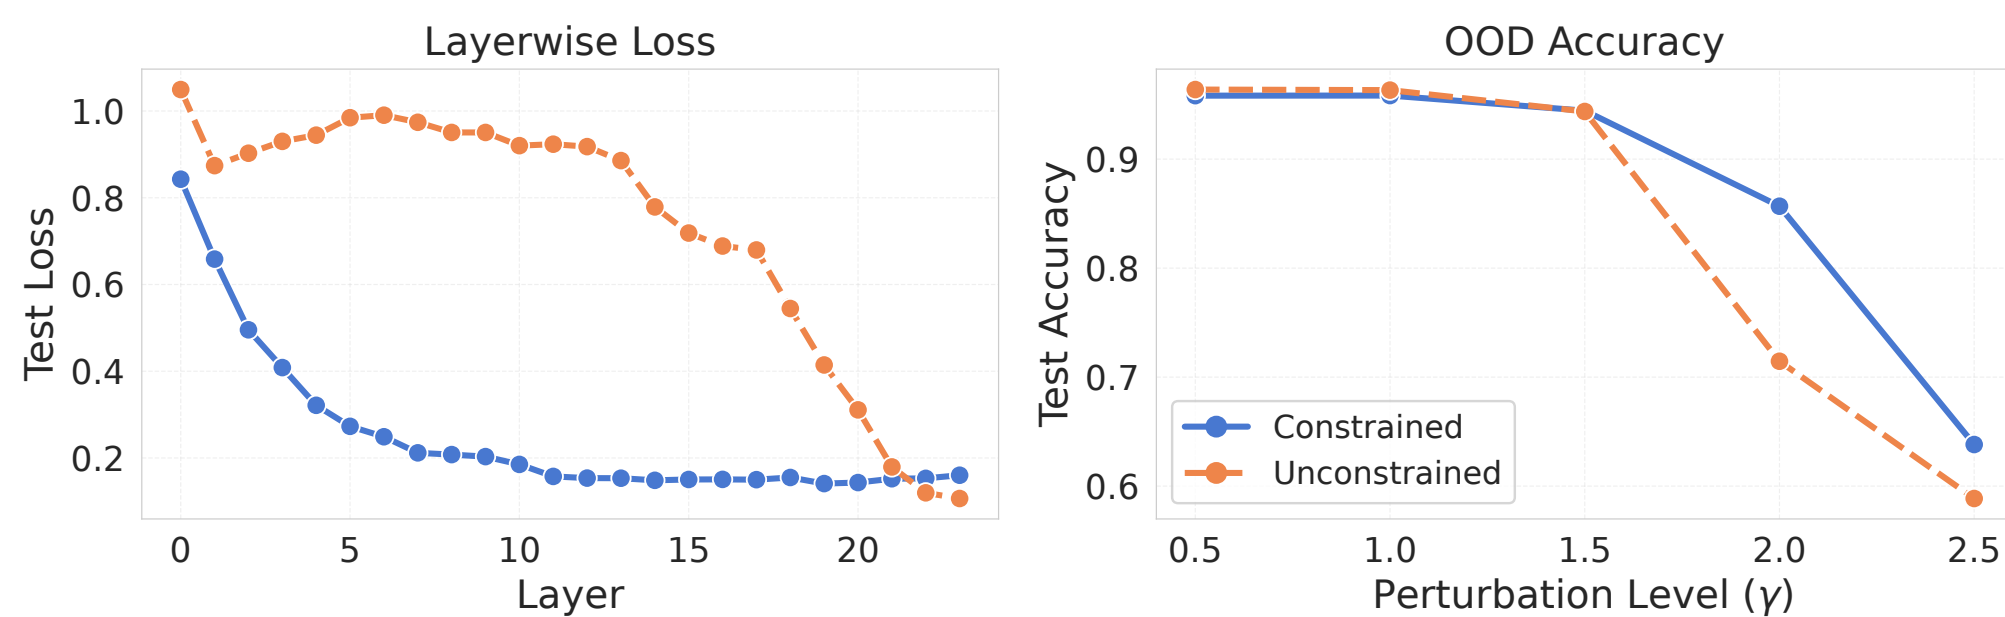 Layerwise Loss
Test Loss
1.0
0.8
0.6
0.4
0.2
0 5 10 15 20
Layer
OOD Accuracy
Test Accuracy
0.9
0.8
0.7
0.6
Constrained
Unconstrained
0.5 1.0 1.5 2.0 2.5
Perturbation Level (γ)